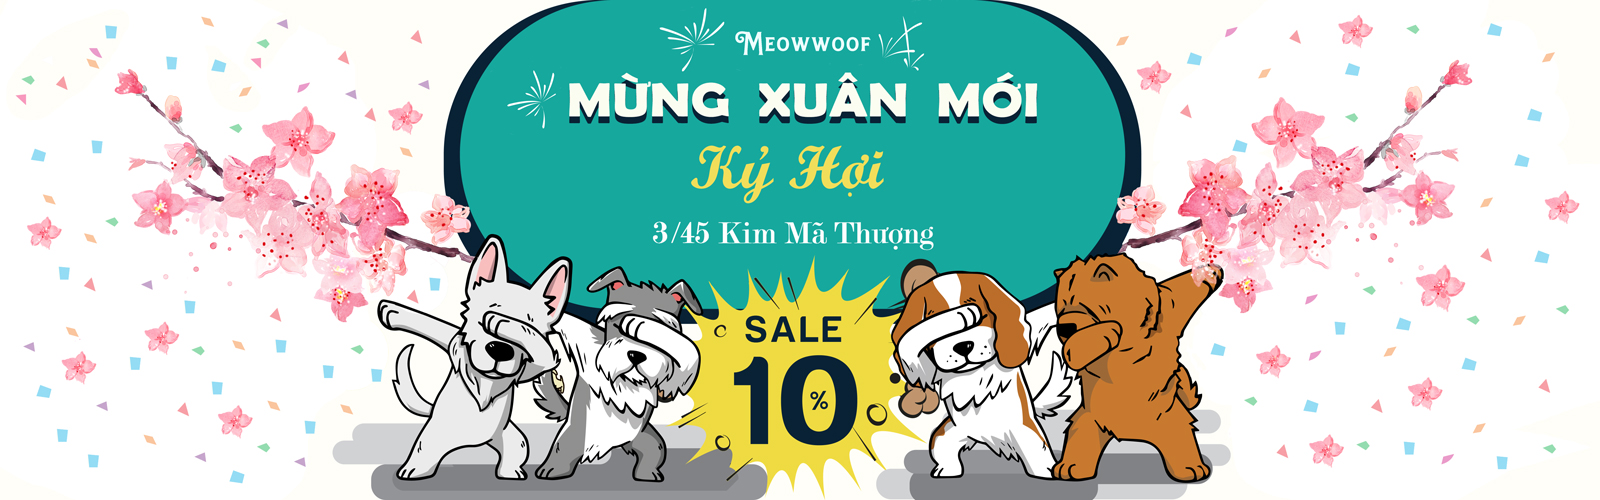 MEOWWOOF
MỪNG XUÂN MỚI
Kỷ Hợi
3/45 Kim Mã Thượng
SALE
10%